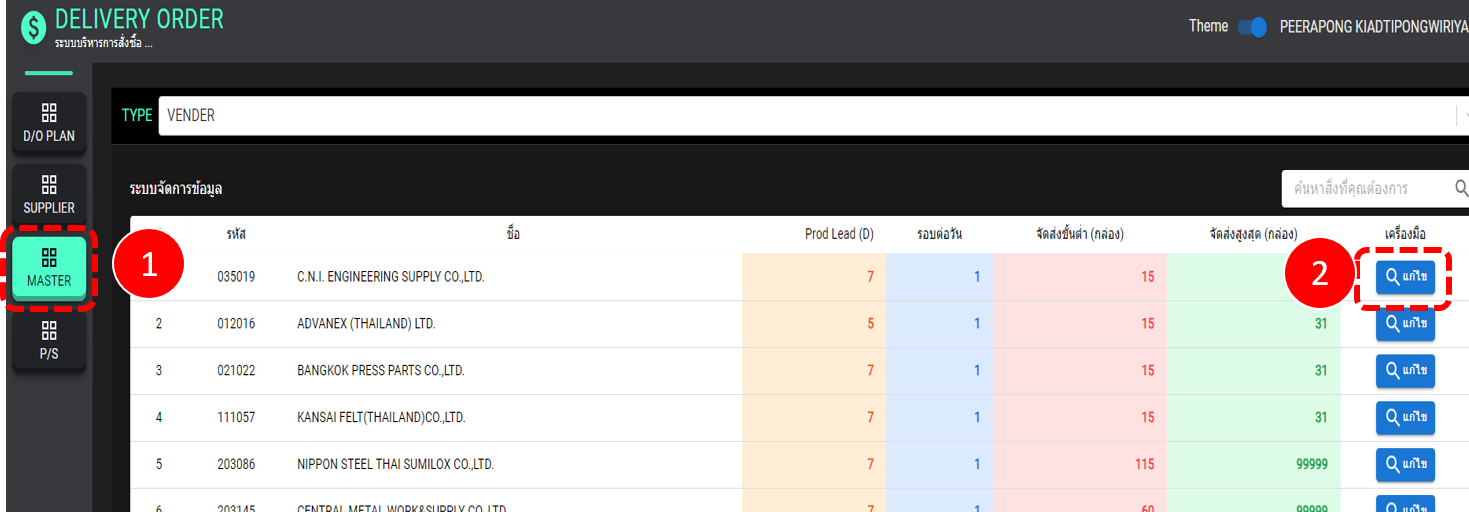 DELIVERY ORDER
ระบบบริหารการสั่งซื้อ ...
Theme PEERAPONG KIADTIPONGWIRIYA
D/O PLAN
SUPPLIER
MASTER
P/S
TYPE VENDER
ระบบจัดการข้อมูล ค้นหาสิ่งที่คุณต้องการ
รหัส ชื่อ Prod Lead (D) รอบต่อวัน จัดส่งขั้นต่ำ (กล่อง) จัดส่งสูงสุด (กล่อง) เครื่องมือ
1 035019 C.N.I. ENGINEERING SUPPLY CO.,LTD. 7 1 15 2 แก้ไข
2 012016 ADVANEX (THAILAND) LTD. 5 1 15 31 แก้ไข
3 021022 BANGKOK PRESS PARTS CO.,LTD. 7 1 15 31 แก้ไข
4 111057 KANSAI FELT(THAILAND)CO.,LTD. 7 1 15 31 แก้ไข
5 203086 NIPPON STEEL THAI SUMILOX CO.,LTD. 7 1 115 99999 แก้ไข
6 203145 CENTRAL METAL WORK&SUPPLY CO.,LTD. 7 1 60 99999 แก้ไข